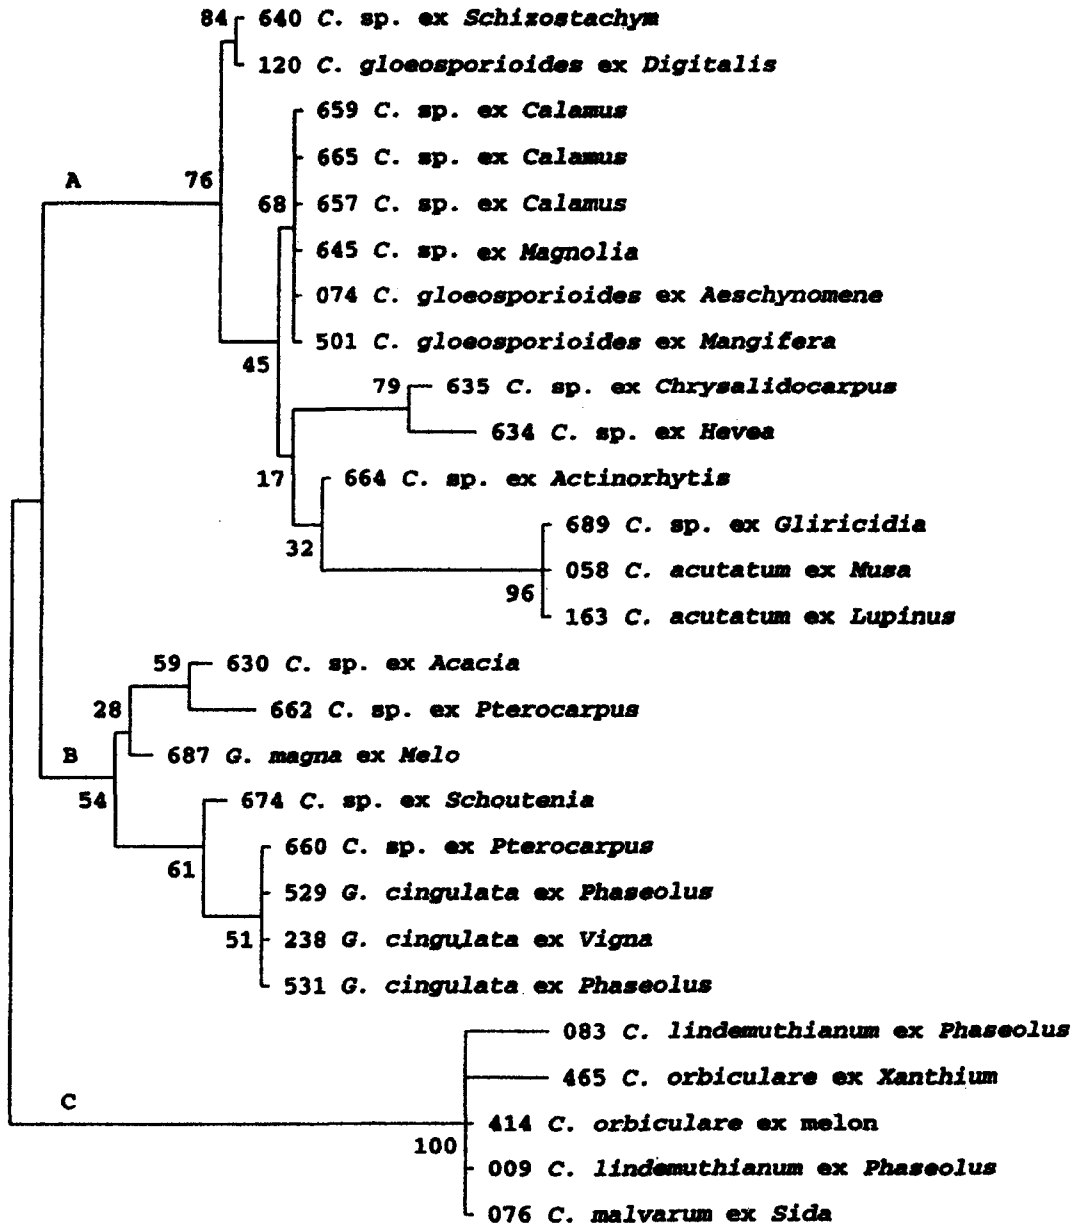 84 640 C. sp. ex Schizostachym
120 C. gloeosporioides ex Digitalis
659 C. sp. ex Calamus
665 C. sp. ex Calamus
A 76
68 657 C. sp. ex Calamus
645 C. sp. ex Magnolia
074 C. gloeosporioides ex Aeschynomene
501 C. gloeosporioides ex Mangifera
45
79 635 C. sp. ex Chrysalidocarpus
634 C. sp. ex Hevea
17 664 C. sp. ex Actinorhytis
689 C. sp. ex Gliricidia
32
058 C. acutatum ex Musa
96
163 C. acutatum ex Lupinus
59 630 C. sp. ex Acacia
28 662 C. sp. ex Pterocarpus
B 687 G. magna ex Melo
54 674 C. sp. ex Schoutenia
660 C. sp. ex Pterocarpus
61
529 G. cingulata ex Phaseolus
51 238 G. cingulata ex Vigna
531 G. cingulata ex Phaseolus
083 C. lindemuthianum ex Phaseolus
465 C. orbiculare ex Xanthium
C
414 C. orbiculare ex melon
100
009 C. lindemuthianum ex Phaseolus
076 C. malvarum ex Sida